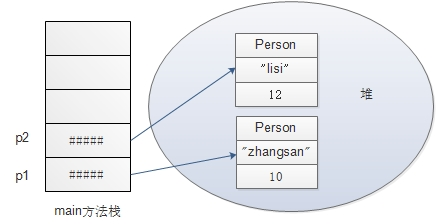 Person
"lisi"
12
堆
Person
"zhangsan"
10
p2
#####
p1
#####
main方法栈